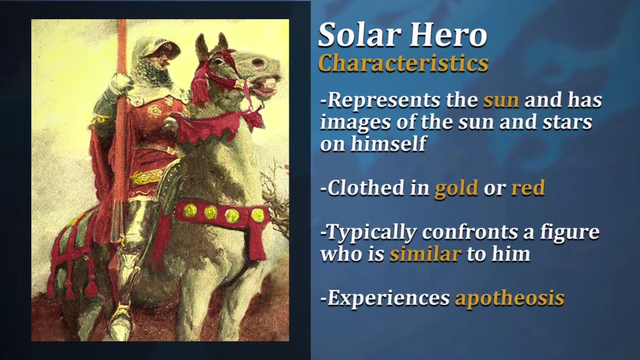 Solar Hero
Characteristics
-Represents the sun and has
images of the sun and stars
on himself
-Clothed in gold or red
-Typically confronts a figure
who is similar to him
-Experiences apotheosis